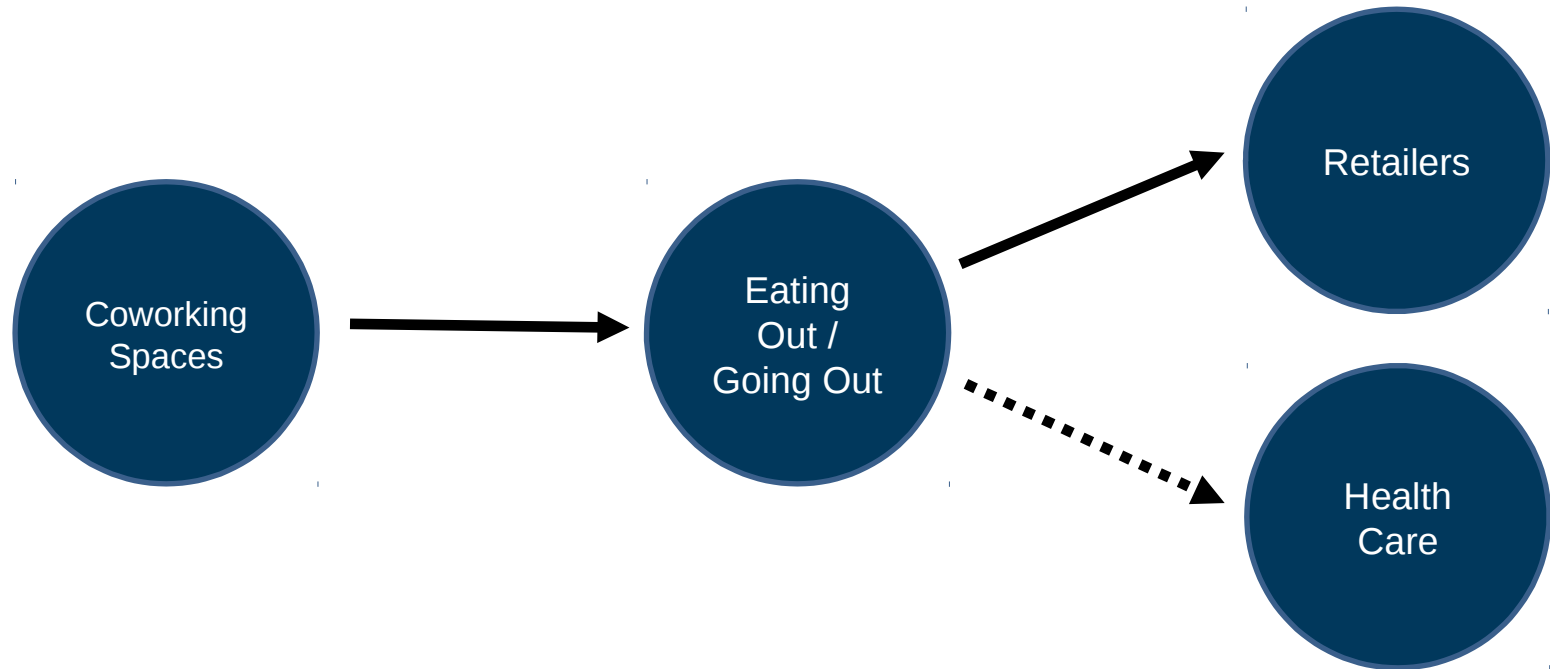 Coworking
Spaces
Eating
Out /
Going Out
Retailers
Health
Care